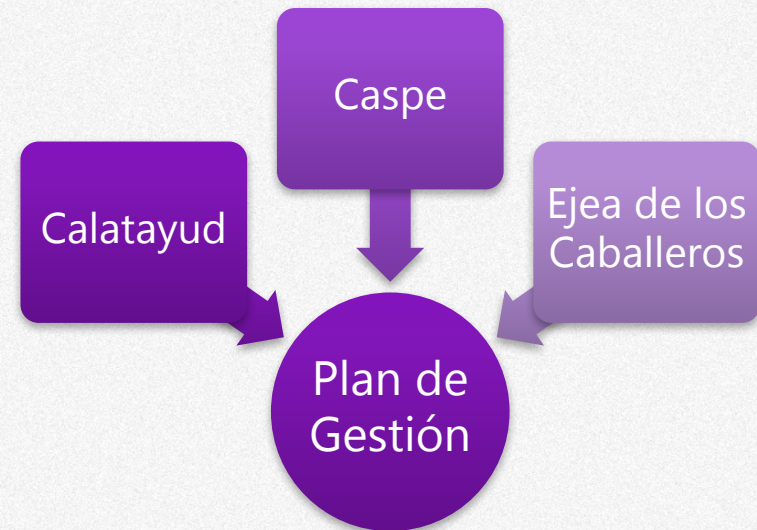 Caspe
Calatayud
Ejea de los
Caballeros
Plan de
Gestión